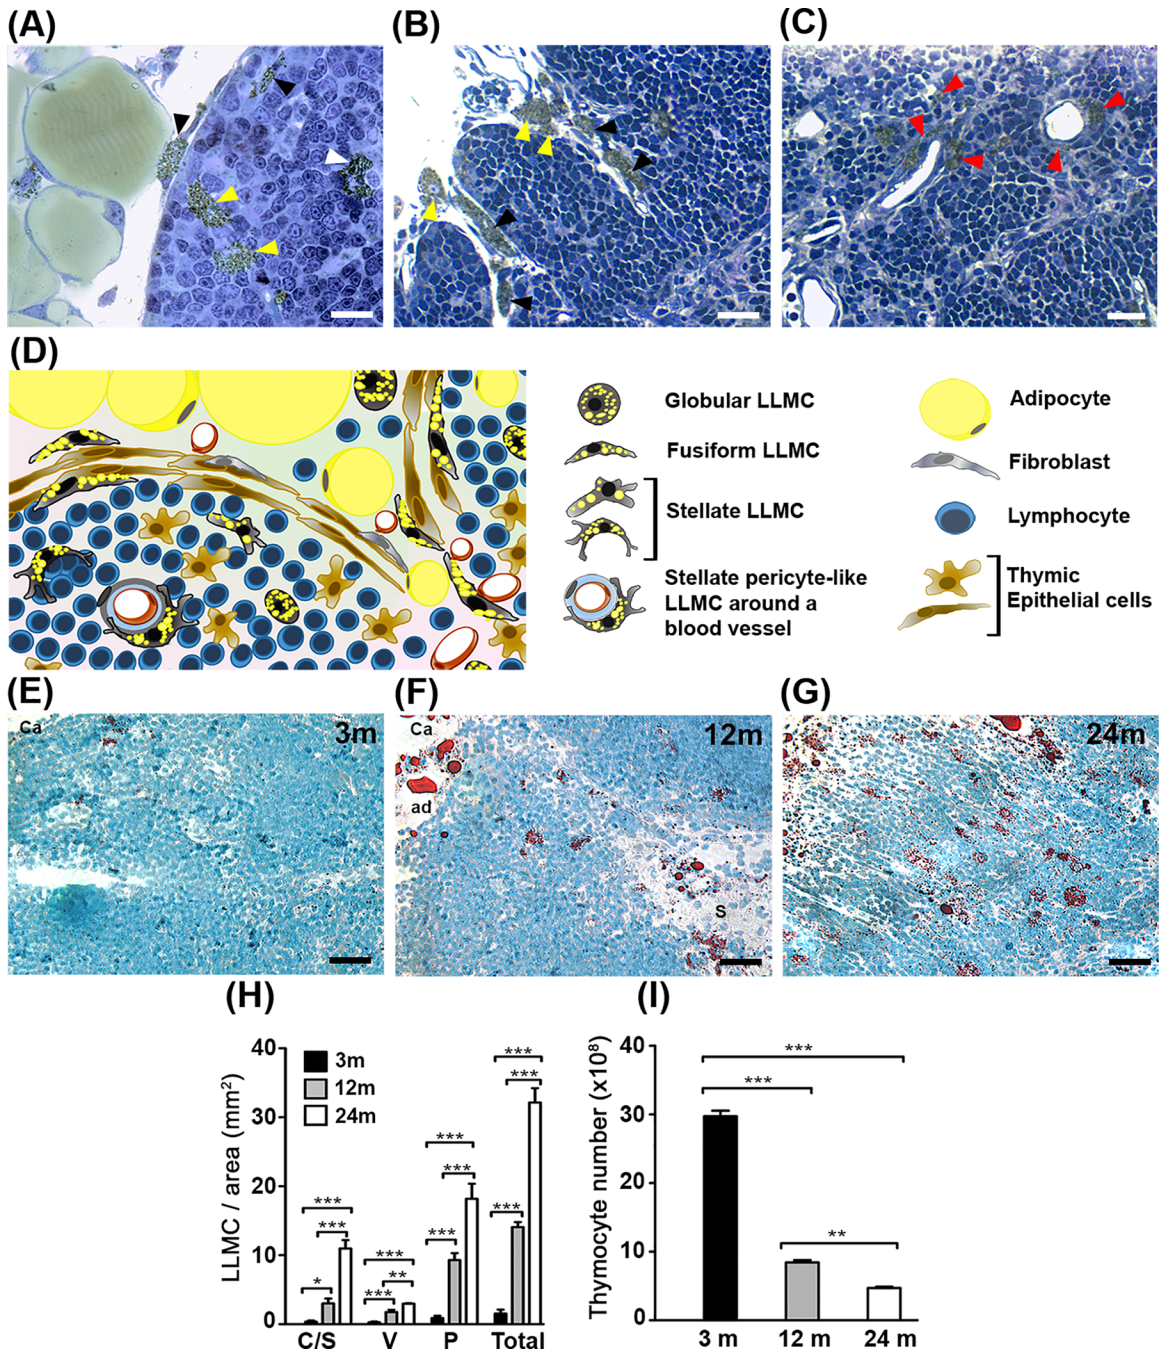 (A)
(B)
(C)
(D)
Globular LLMC
Fusiform LLMC
Stellate LLMC
Stellate pericyte-like
LLMC around a
blood vessel
Adipocyte
Fibroblast
Lymphocyte
Thymic
Epithelial cells
(E)
Ca
3m
(F)
Ca
ad
12m
S
(G)
24m
(H)
LLMC / area (mm²)
40
30
20
10
0
3m
12m
24m
***
***
*
***
**
***
***
***
***
***
***
***
C/S
V
P
Total
(I)
Thymocyte number (x10⁸)
40
30
20
10
0
***
***
**
3 m
12 m
24 m